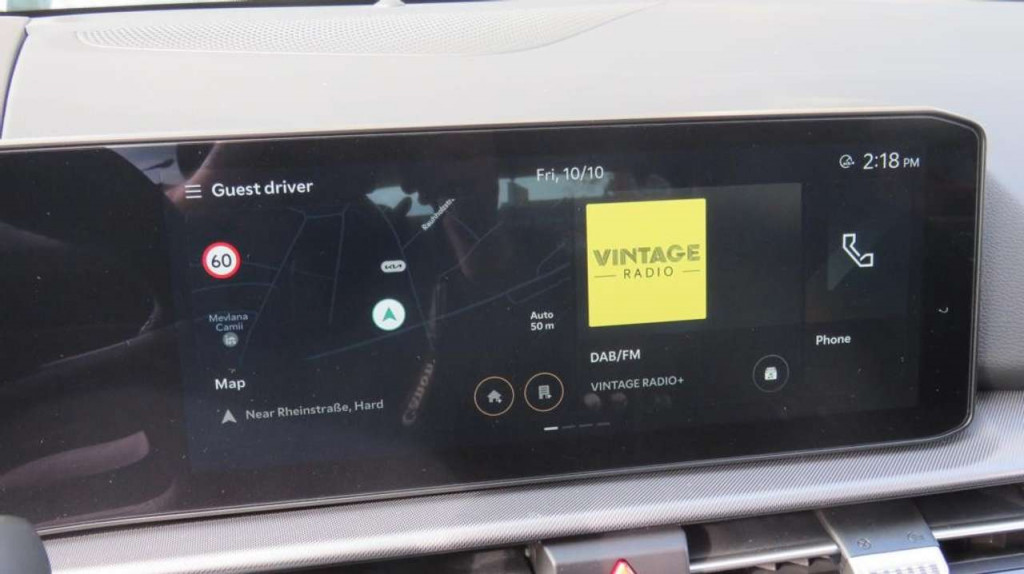 Fri, 10/10
2:18 PM
Guest driver
60
KIA
Mevlana
Camii
Auto
50 m
Map
Near Rheinstraße, Hard
VINTAGE
RADIO
DAB/FM
VINTAGE RADIO+
Phone